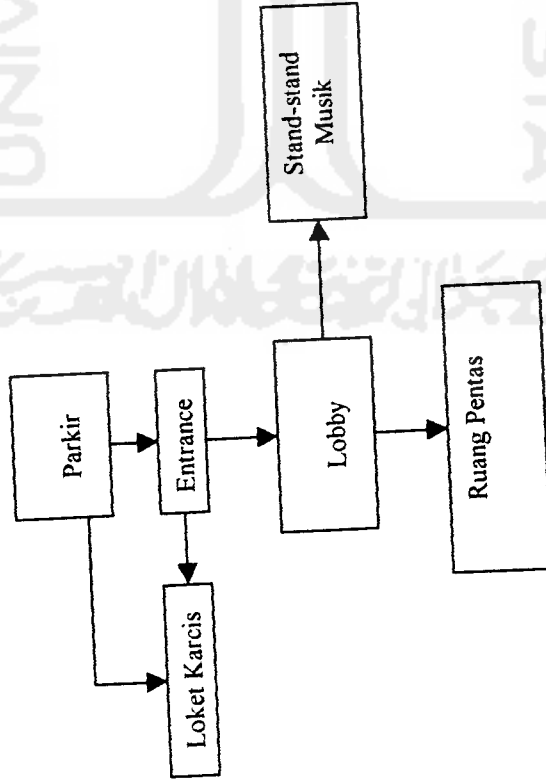 Parkir
Entrance
Loket Karcis
Lobby
Stand-stand
Musik
Ruang Pentas